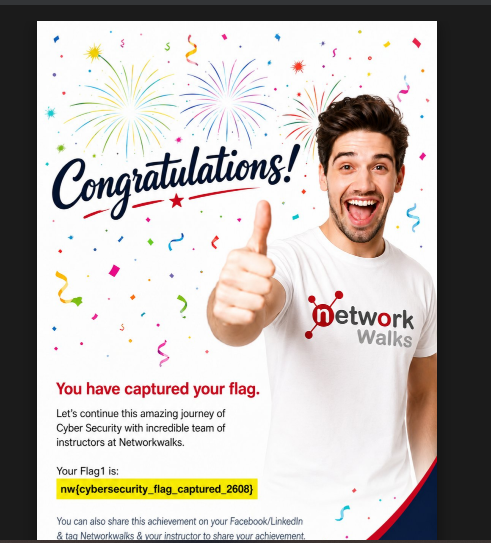 Congratulations!
network
Walks
You have captured your flag.
Let's continue this amazing journey of
Cyber Security with incredible team of
instructors at Networkwalks.
Your Flag1 is:
nw{cybersecurity_flag_captured_2608}
You can also share this achievement on your Facebook/LinkedIn
& tag Networkwalks & your instructor to share your achievement.